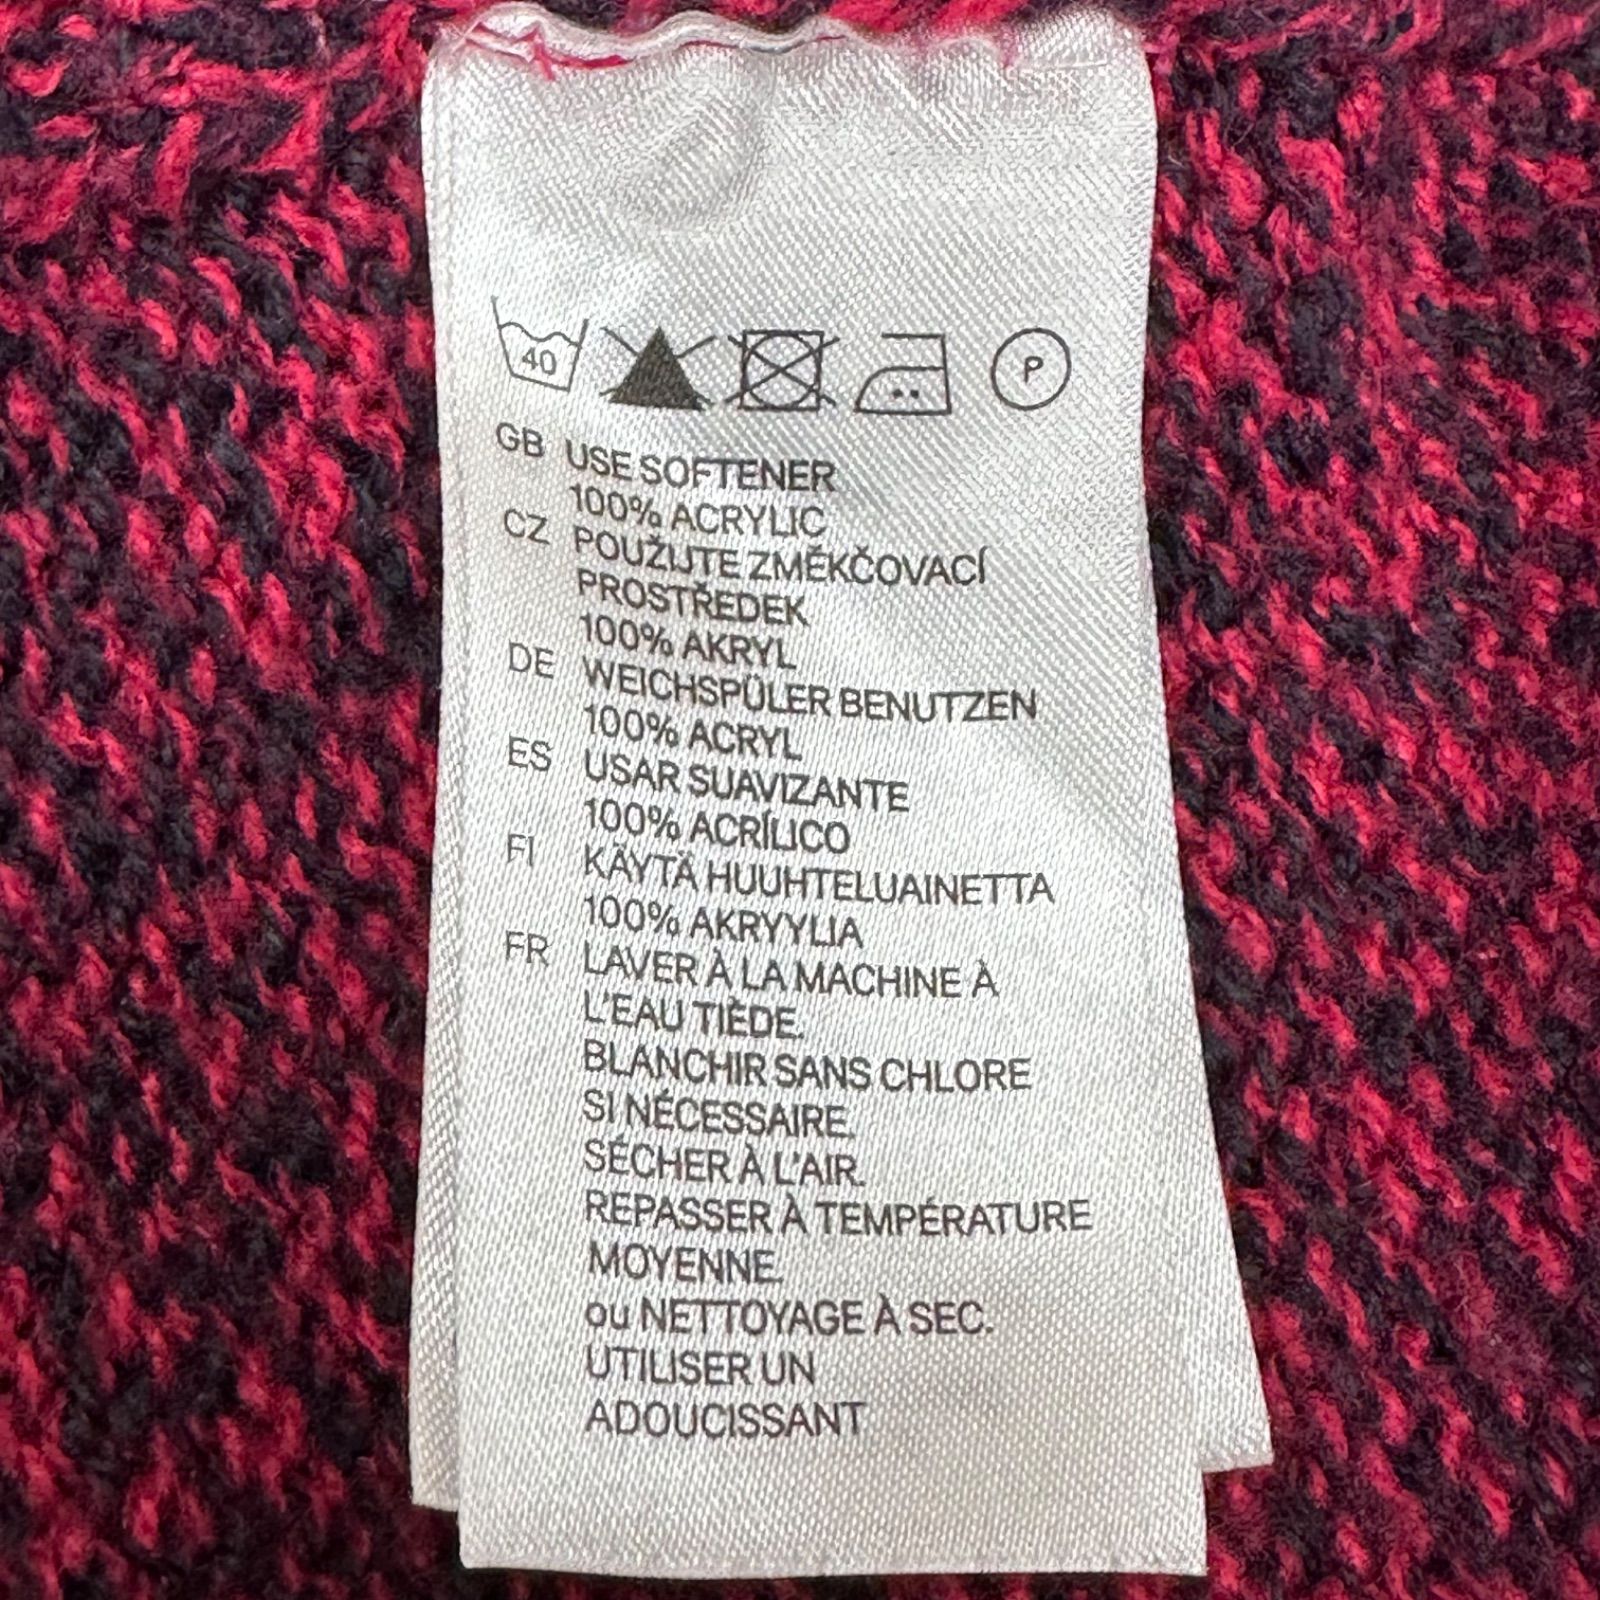 40
P
GB USE SOFTENER
100% ACRYLIC
CZ POUŽIJTE ZMĚKČOVACÍ
PROSTŘEDEK
100% AKRYL
DE WEICHSPÜLER BENUTZEN
100% ACRYL
ES USAR SUAVIZANTE
100% ACRÍLICO
FI KÄYTÄ HUUHTELUAINETTA
100% AKRYYLIA
FR LAVER À LA MACHINE À
L'EAU TIÈDE.
BLANCHIR SANS CHLORE
SI NÉCESSAIRE.
SÉCHER À L'AIR.
REPASSER À TEMPÉRATURE
MOYENNE.
ou NETTOYAGE À SEC.
UTILISER UN
ADOUCISSANT